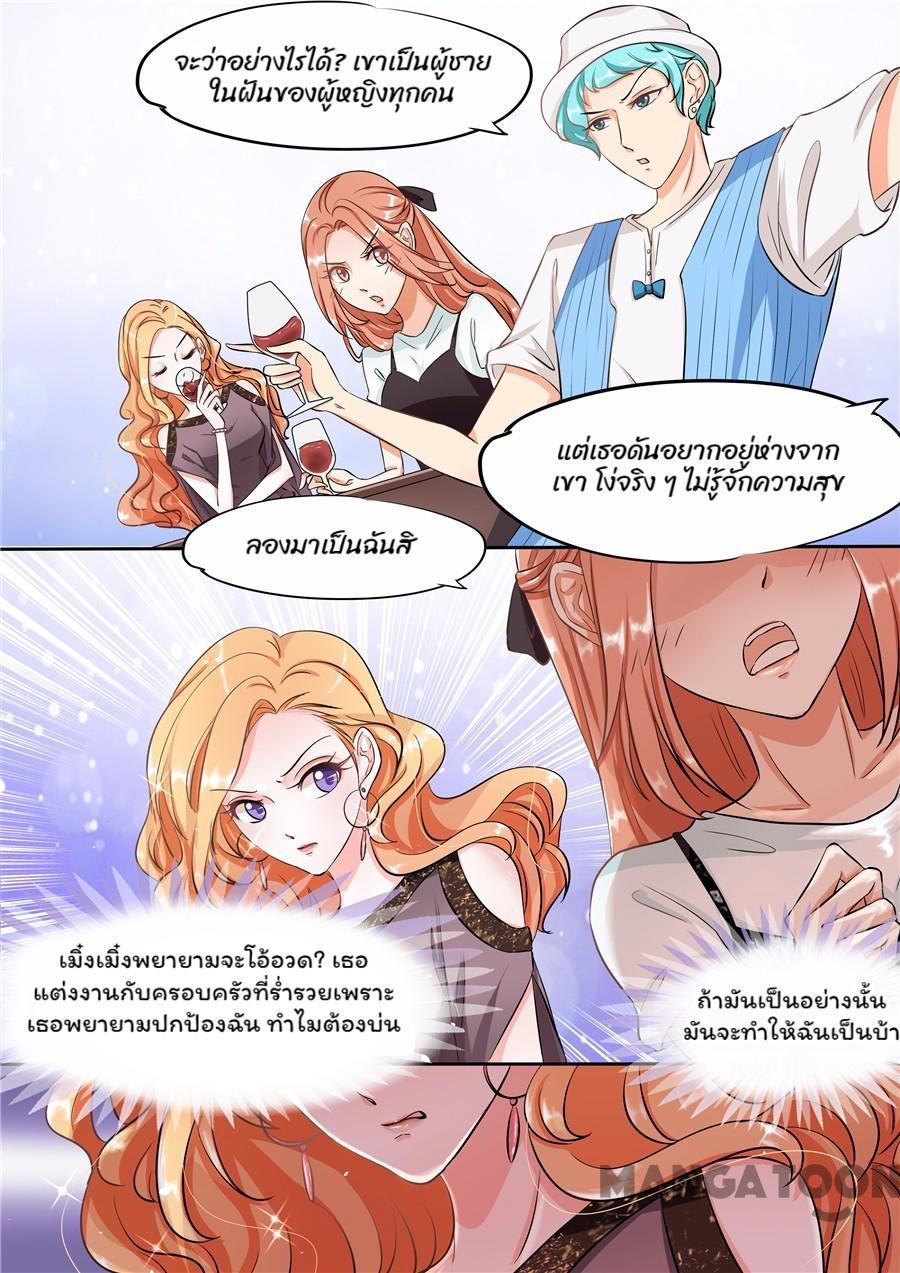 จะว่าอย่างไรได้? เขาเป็นผู้ชาย
ในฝันของผู้หญิงทุกคน
แต่เธอดันอยากอยู่ห่างจาก
เขา โง่จริง ๆ ไม่รู้จักความสุข
ลองมาเป็นฉันสิ
เมิ๋งเมิ๋งพยายามจะโอ้อวด? เธอ
แต่งงานกับครอบครัวที่ร่ำรวยเพราะ
เธอพยายามปกป้องฉัน ทำไมต้องบ่น
ถ้ามันเป็นอย่างนั้น
มันจะทำให้ฉันเป็นบ้า
MANGATOON